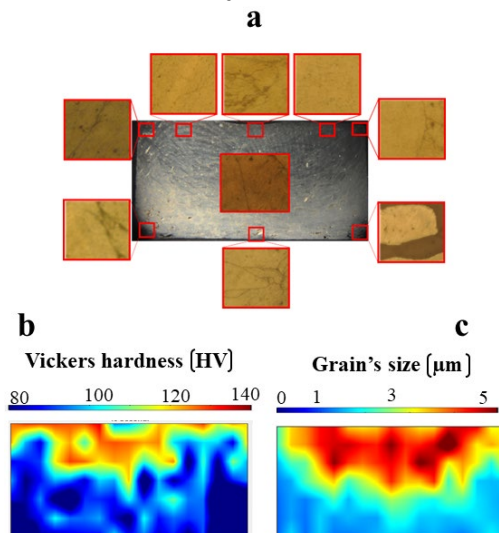 a
b
c
Vickers hardness (HV)
Grain's size (μm)
80 100 120 140
0 1 3 5